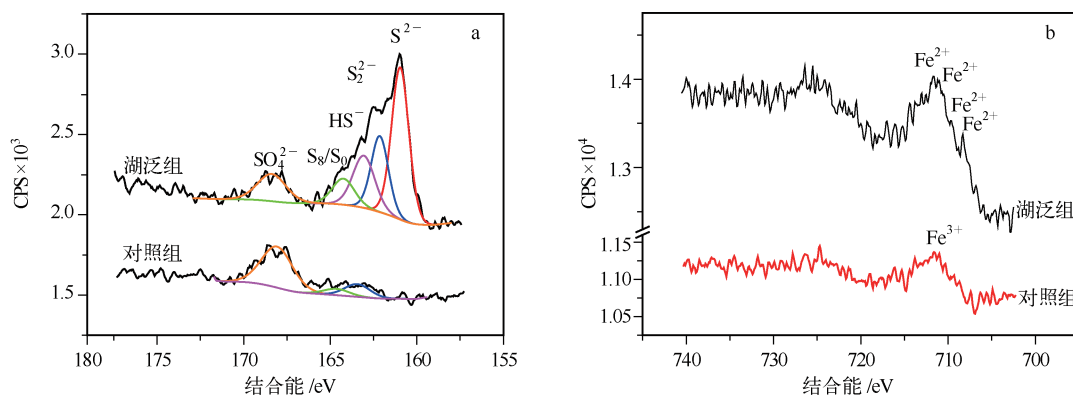 a
S²⁻
S₂²⁻
HS⁻
S₈/S₀
SO₄²⁻
湖泛组
对照组
CPS×10³
3.0
2.5
2.0
1.5
180
175
170
165
160
155
结合能 /eV
b
Fe²⁺
Fe²⁺
Fe²⁺
Fe²⁺
湖泛组
Fe³⁺
对照组
CPS×10⁴
1.4
1.3
1.15
1.10
1.05
740
730
720
710
700
结合能 /eV